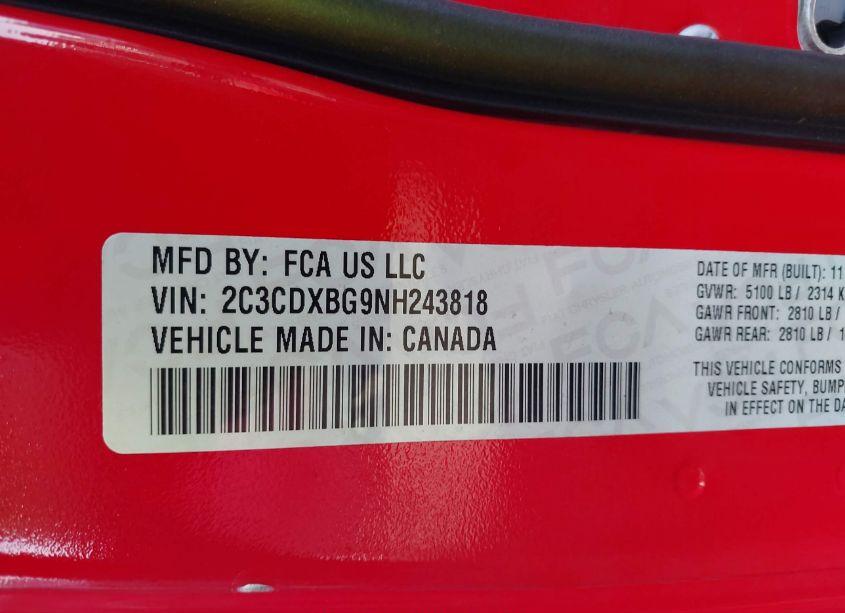 MFD BY: FCA US LLC
VIN: 2C3CDXBG9NH243818
VEHICLE MADE IN: CANADA
DATE OF MFR (BUILT): 11
GVWR: 5100 LB / 2314 K
GAWR FRONT: 2810 LB /
GAWR REAR: 2810 LB / 1
THIS VEHICLE CONFORMS
VEHICLE SAFETY, BUMP
IN EFFECT ON THE DA